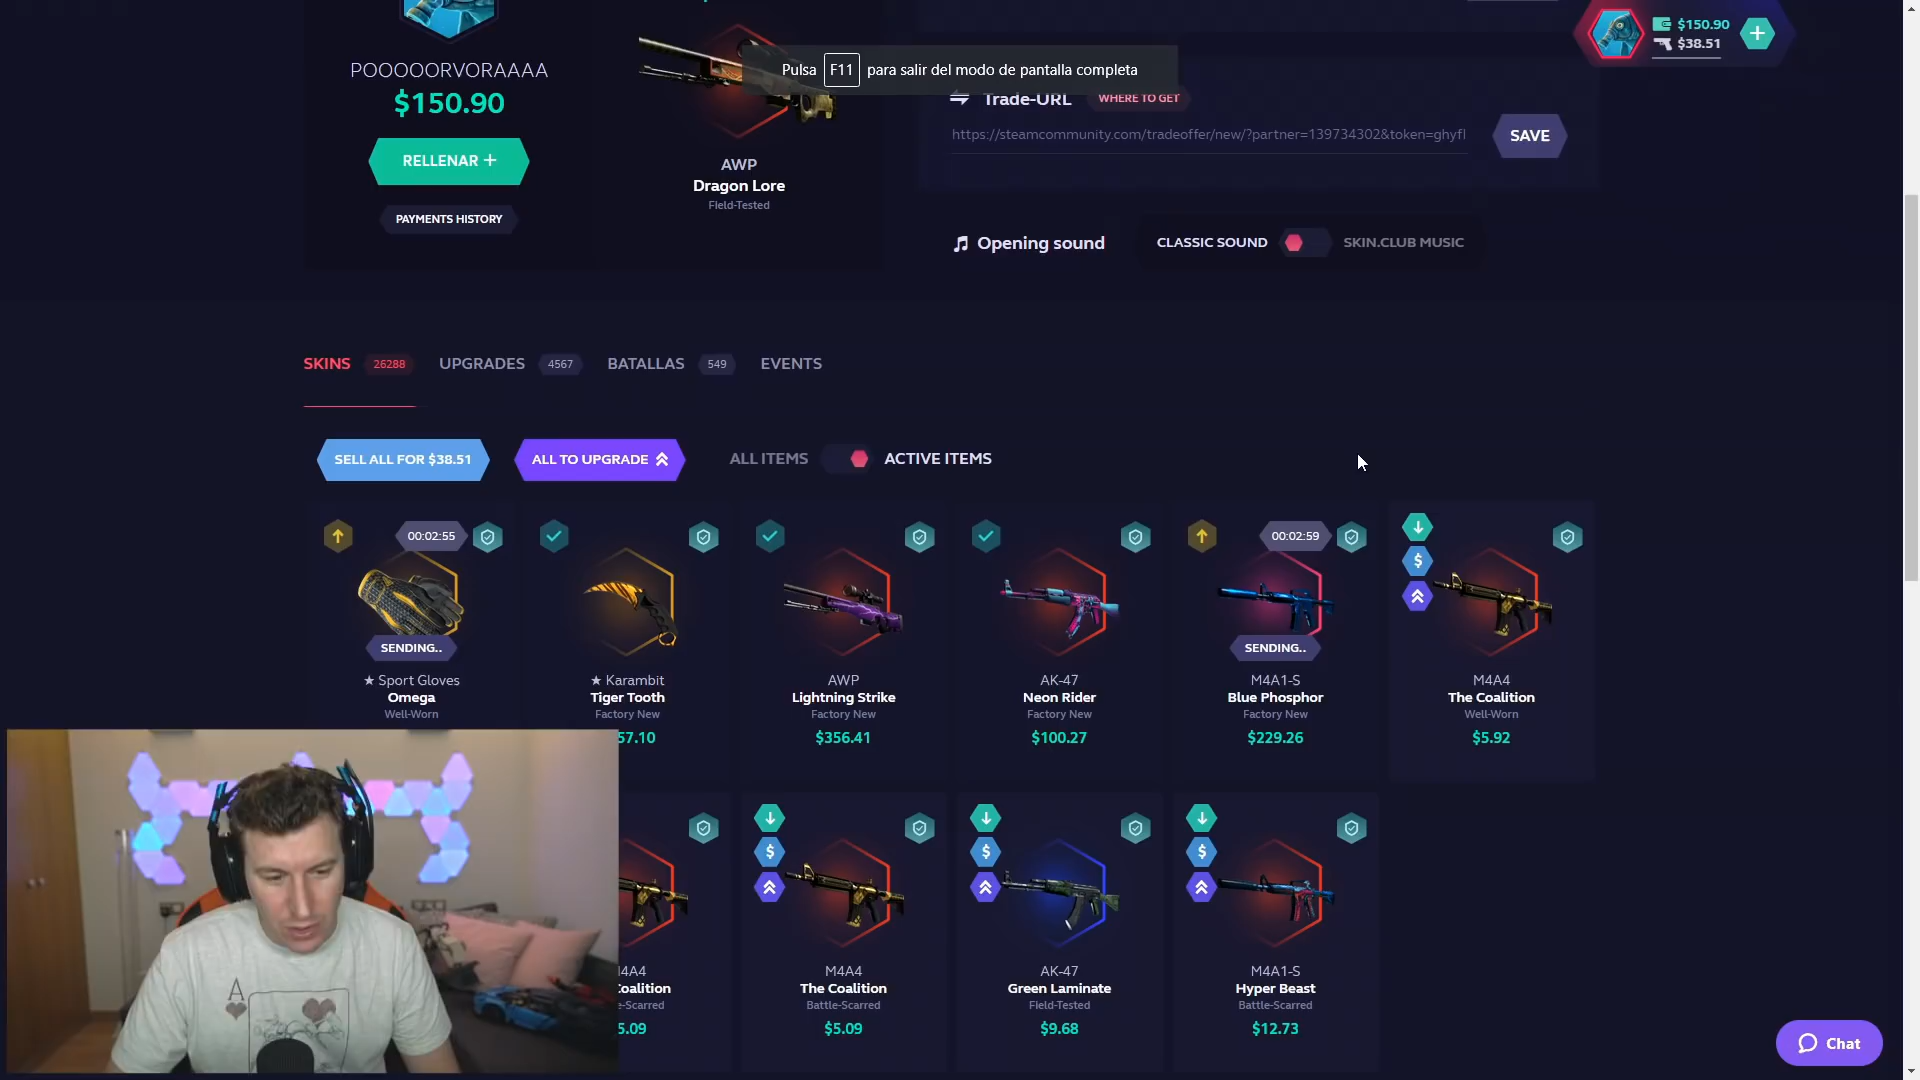 $150.90
$38.51
POOOOORVORAAAA
$150.90
RELLENAR +
PAYMENTS HISTORY
AWP
Dragon Lore
Field-Tested
Pulsa F11 para salir del modo de pantalla completa
Trade-URL
WHERE TO GET
https://steamcommunity.com/tradeoffer/new/?partner=139734302&token=ghyfl
SAVE
Opening sound
CLASSIC SOUND
SKIN.CLUB MUSIC
SKINS 26288
UPGRADES 4567
BATALLAS 549
EVENTS
SELL ALL FOR $38.51
ALL TO UPGRADE
ALL ITEMS
ACTIVE ITEMS
00:02:55
SENDING..
★ Sport Gloves
Omega
Well-Worn
★ Karambit
Tiger Tooth
Factory New
57.10
AWP
Lightning Strike
Factory New
$356.41
AK-47
Neon Rider
Factory New
$100.27
00:02:59
SENDING..
M4A1-S
Blue Phosphor
Factory New
$229.26
$
M4A4
The Coalition
Well-Worn
$5.92
A
I4A4
Coalition
e-Scarred
5.09
$
M4A4
The Coalition
Battle-Scarred
$5.09
$
AK-47
Green Laminate
Field-Tested
$9.68
$
M4A1-S
Hyper Beast
Battle-Scarred
$12.73
Chat